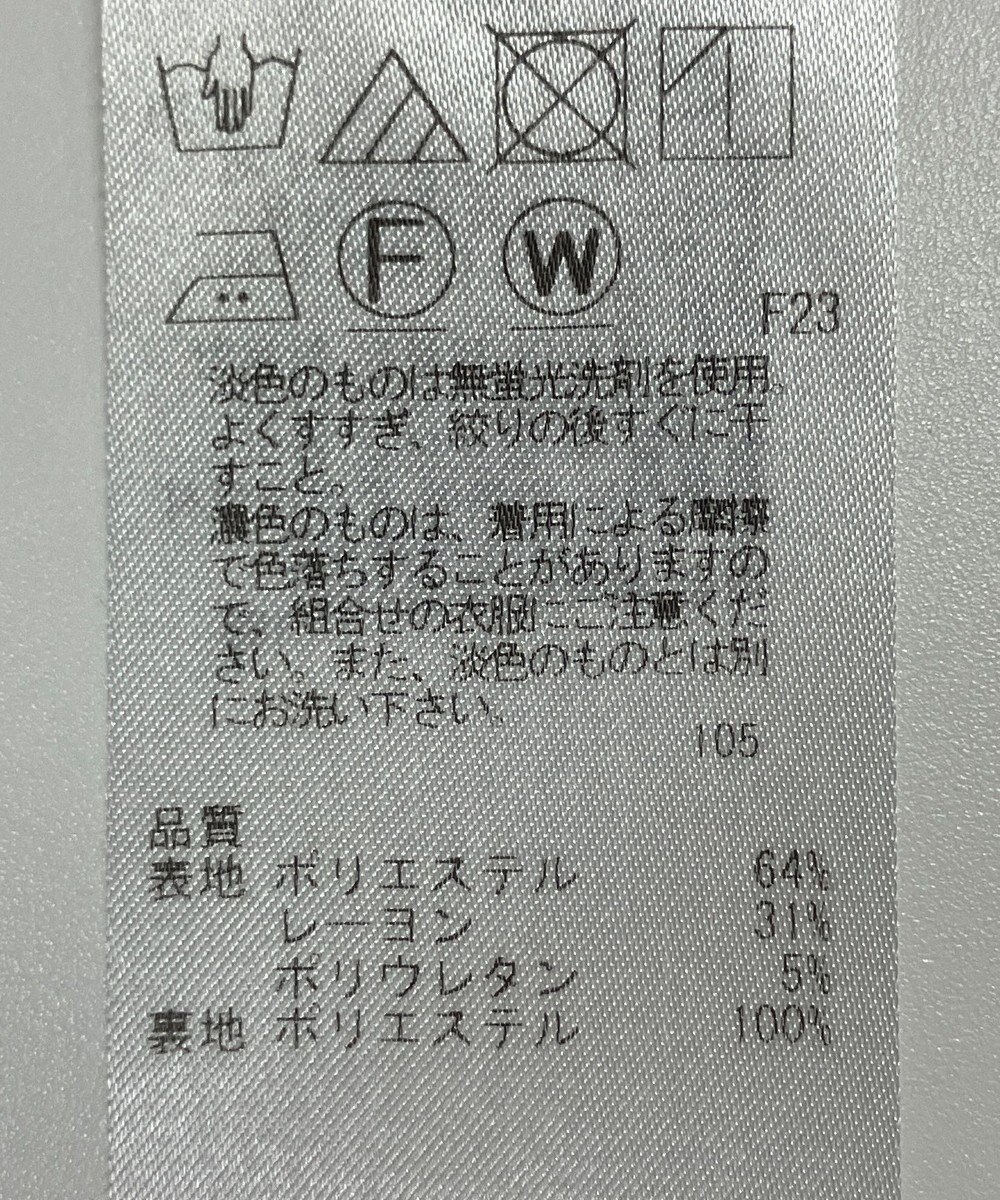 F W
F23
淡色のものは無蛍光洗剤を使用。
よくすすぎ、絞りの後すぐに干
すこと。
濃色のものは、着用による摩擦
で色落ちすることがありますの
で、組合せの衣服にご注意くだ
さい。また、淡色のものとは別
にお洗い下さい。
105
品質
表地 ポリエステル 64%
レーヨン 31%
ポリウレタン 5%
裏地 ポリエステル 100%